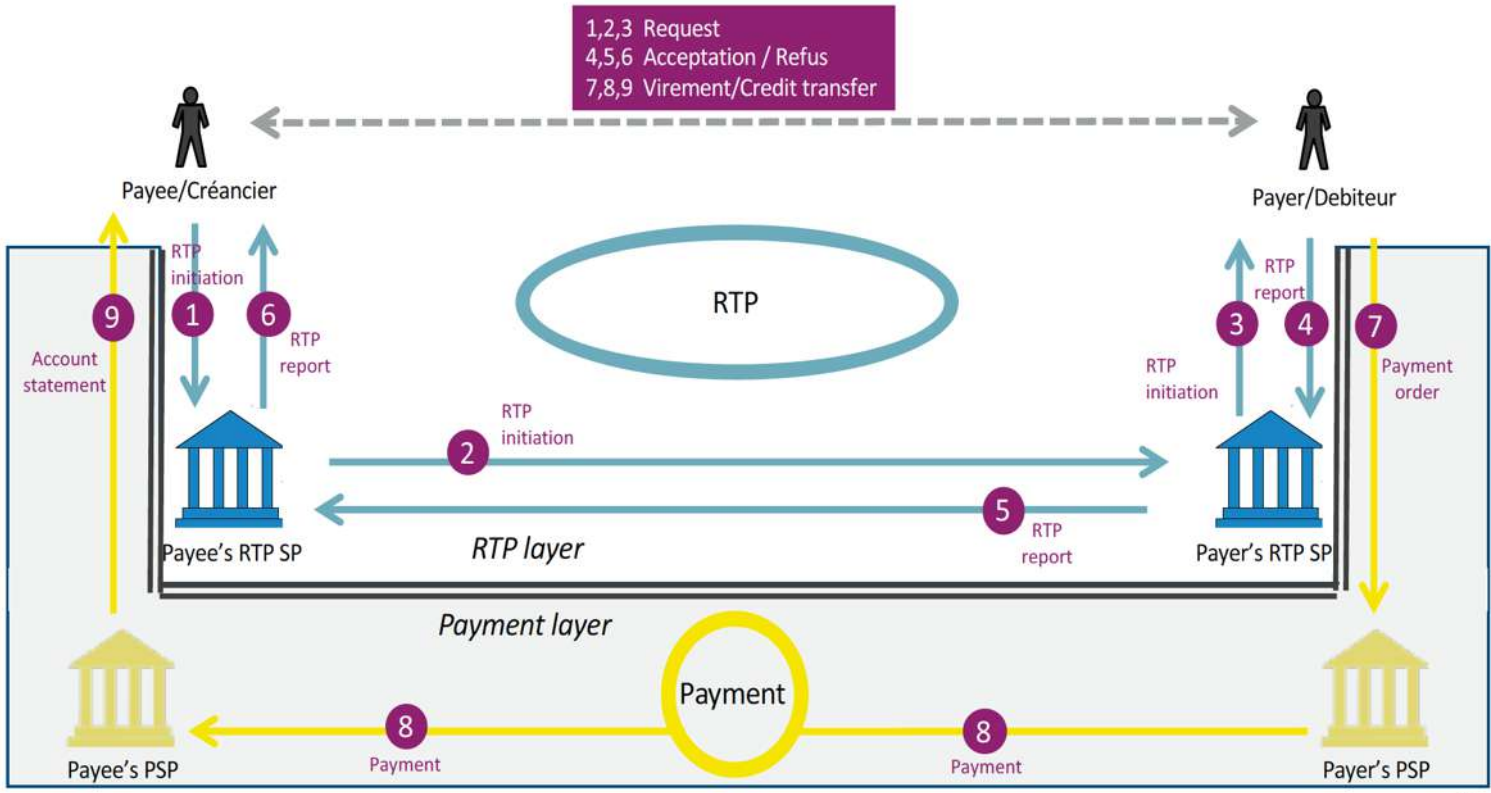 1,2,3 Request
4,5,6 Acceptation / Refus
7,8,9 Virement/Credit transfer
Payee/Créancier
Payer/Debiteur
RTP
initiation
1
6
RTP
report
9
Account
statement
RTP
RTP
report
3
4
7
RTP
initiation
Payment
order
RTP
initiation
2
5
RTP
report
Payee's RTP SP
RTP layer
Payer's RTP SP
Payment layer
Payment
8
Payment
8
Payment
Payee's PSP
Payer's PSP